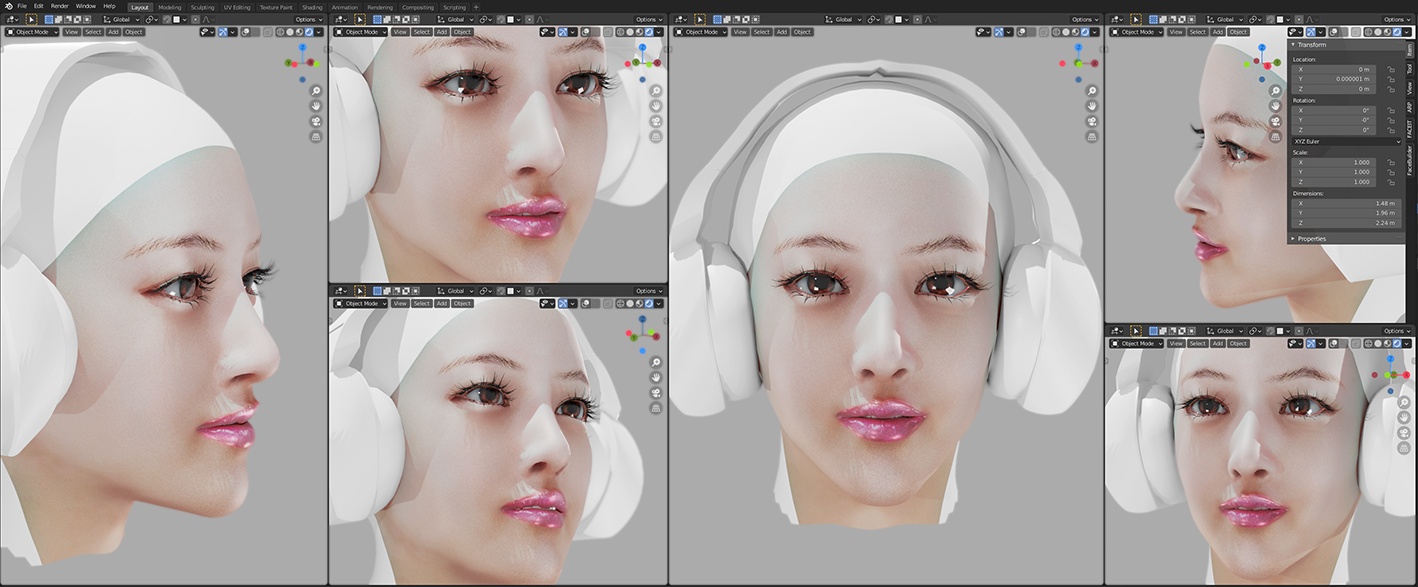 File Edit Render Window Help Layout Modeling Sculpting UV Editing Texture Paint Shading Animation Rendering Compositing Scripting +
Global Options
Object Mode View Select Add Object
Global Options
Object Mode View Select Add Object
Global Options
Object Mode View Select Add Object
Global Options
Object Mode View Select Add Object
Transform
Location:
X 0 m
Y 0.000001 m
Z 0 m
Rotation:
X 0°
Y -0°
Z 0°
XYZ Euler
Scale:
X 1.000
Y 1.000
Z 1.000
Dimensions:
X 1.48 m
Y 1.96 m
Z 2.24 m
Properties
Item
Tool
View
ARP
FACEIT
FaceBuilder
Global Options
Object Mode View Select Add Object
Global Options
Object Mode View Select Add Object